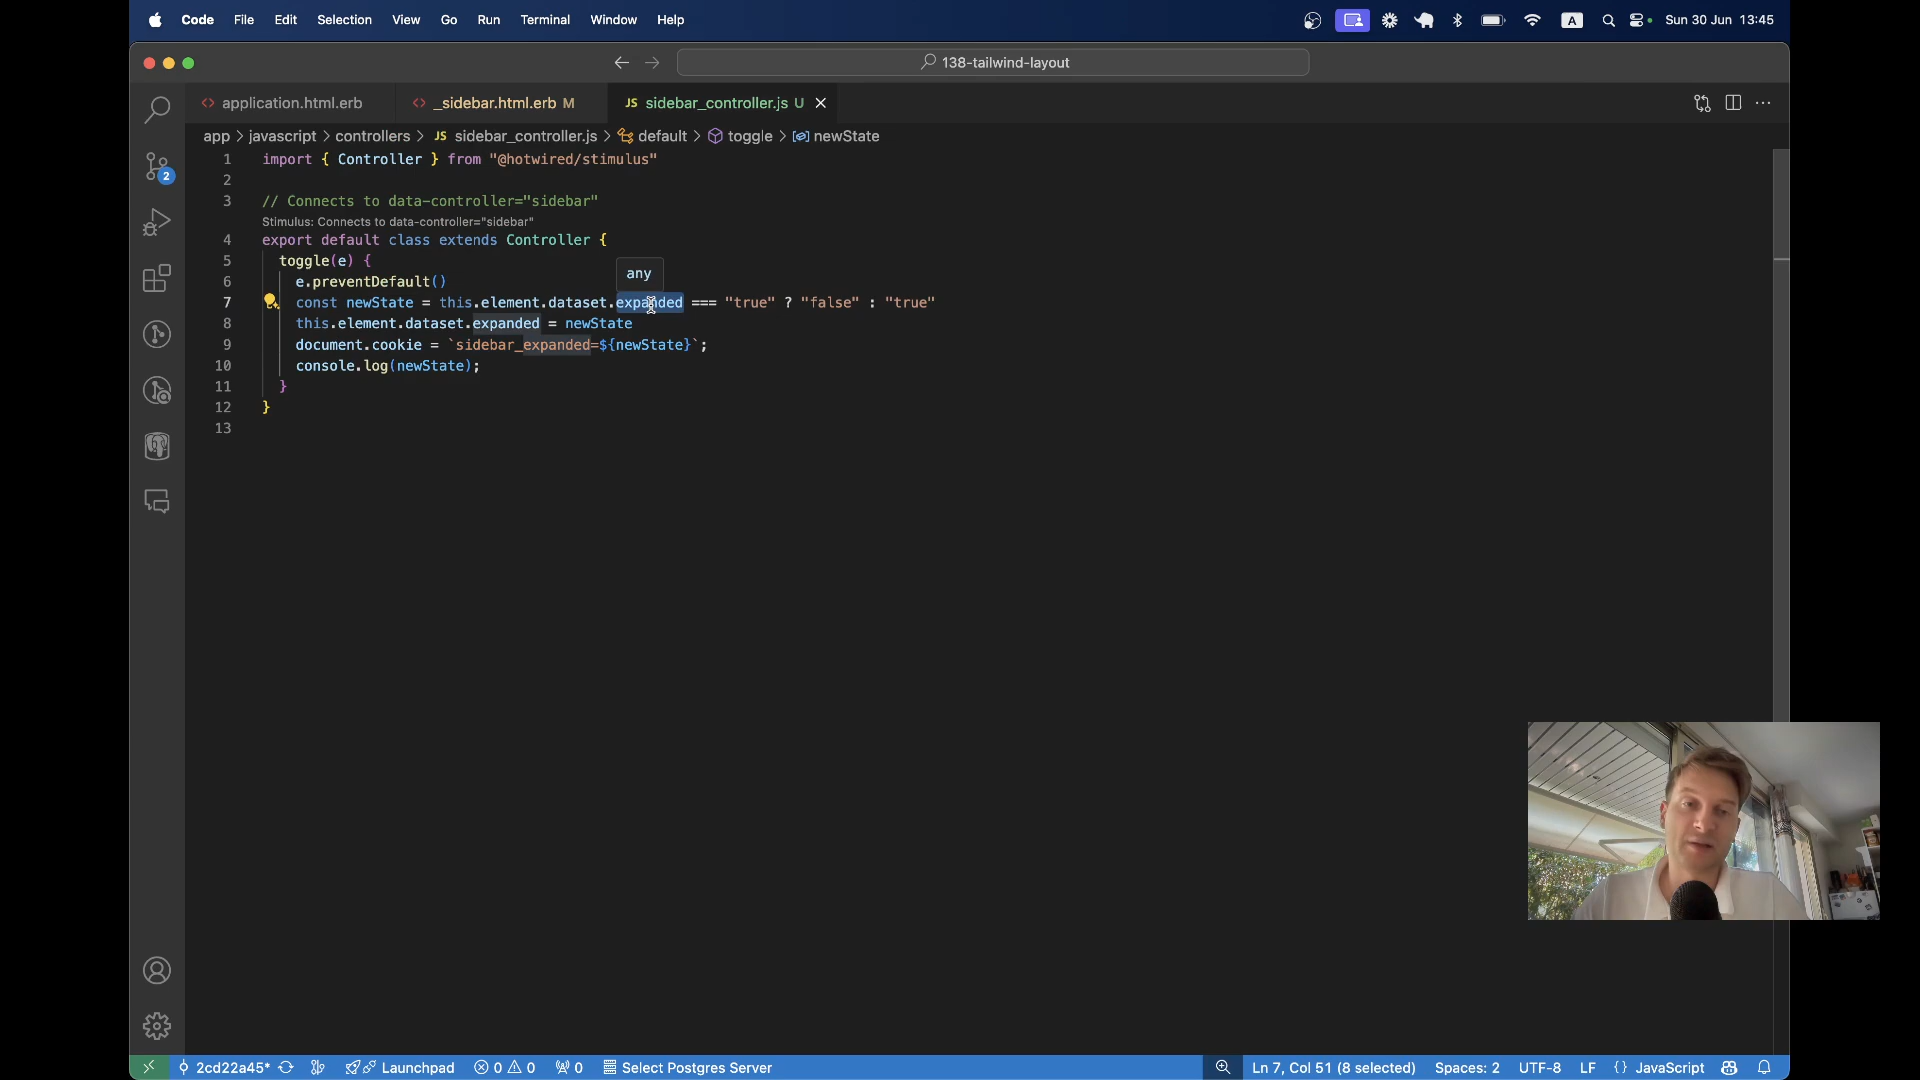 Code File Edit Selection View Go Run Terminal Window Help
A Sun 30 Jun 13:45
138-tailwind-layout
application.html.erb
_sidebar.html.erb M
JS sidebar_controller.js U
app > javascript > controllers > JS sidebar_controller.js > default > toggle > newState
1 import { Controller } from "@hotwired/stimulus"
2
3 // Connects to data-controller="sidebar"
Stimulus: Connects to data-controller="sidebar"
4 export default class extends Controller {
5 toggle(e) {
any
6 e.preventDefault()
7 const newState = this.element.dataset.expanded === "true" ? "false" : "true"
8 this.element.dataset.expanded = newState
9 document.cookie = `sidebar_expanded=${newState}`;
10 console.log(newState);
11 }
12 }
13
2
2cd22a45* Launchpad 0 0 0 Select Postgres Server
Ln 7, Col 51 (8 selected) Spaces: 2 UTF-8 LF {} JavaScript